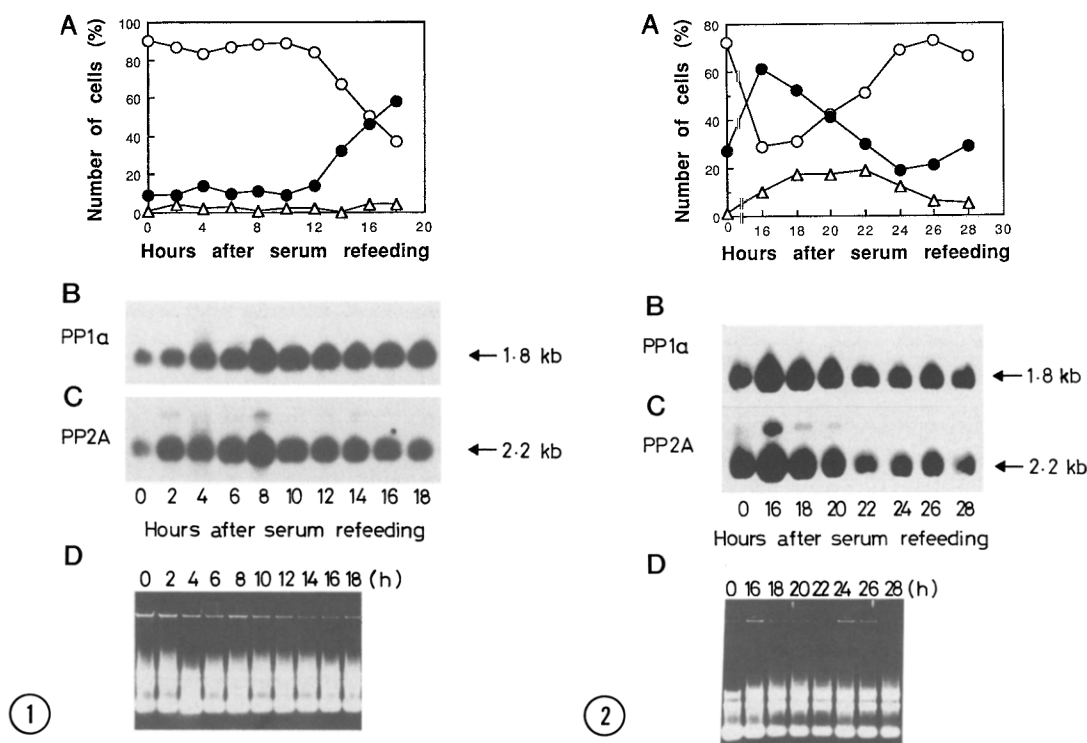 A
Number of cells (%)
100
80
60
40
20
0
0 4 8 12 16 20
Hours after serum refeeding
B
PP1α
1·8 kb
C
PP2A
2·2 kb
0 2 4 6 8 10 12 14 16 18
Hours after serum refeeding
D
0 2 4 6 8 10 12 14 16 18 (h)
1
A
Number of cells (%)
80
60
40
20
0
0 16 18 20 22 24 26 28 30
Hours after serum refeeding
B
PP1α
1·8 kb
C
PP2A
2·2 kb
0 16 18 20 22 24 26 28
Hours after serum refeeding
D
0 16 18 20 22 24 26 28 (h)
2